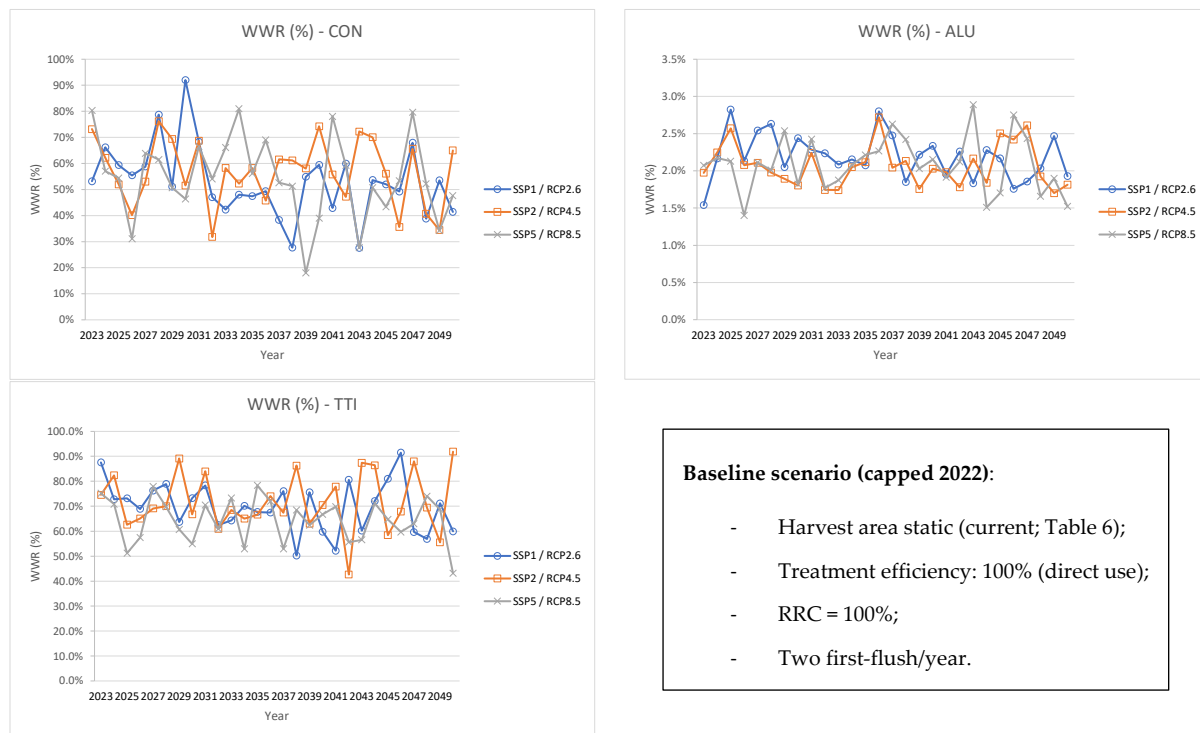 WWR (%) - CON
100%
90%
80%
70%
60%
50%
40%
30%
20%
10%
0%
WWR (%)
2023 2025 2027 2029 2031 2033 2035 2037 2039 2041 2043 2045 2047 2049
Year
SSP1 / RCP2.6
SSP2 / RCP4.5
SSP5 / RCP8.5
WWR (%) - ALU
3.5%
3.0%
2.5%
2.0%
1.5%
1.0%
0.5%
0.0%
WWR (%)
2023 2025 2027 2029 2031 2033 2035 2037 2039 2041 2043 2045 2047 2049
Year
SSP1 / RCP2.6
SSP2 / RCP4.5
SSP5 / RCP8.5
WWR (%) - TTI
100.0%
90.0%
80.0%
70.0%
60.0%
50.0%
40.0%
30.0%
20.0%
10.0%
0.0%
WWR (%)
2023 2025 2027 2029 2031 2033 2035 2037 2039 2041 2043 2045 2047 2049
Year
SSP1 / RCP2.6
SSP2 / RCP4.5
SSP5 / RCP8.5
Baseline scenario (capped 2022):
- Harvest area static (current; Table 6);
- Treatment efficiency: 100% (direct use);
- RRC = 100%;
- Two first-flush/year.